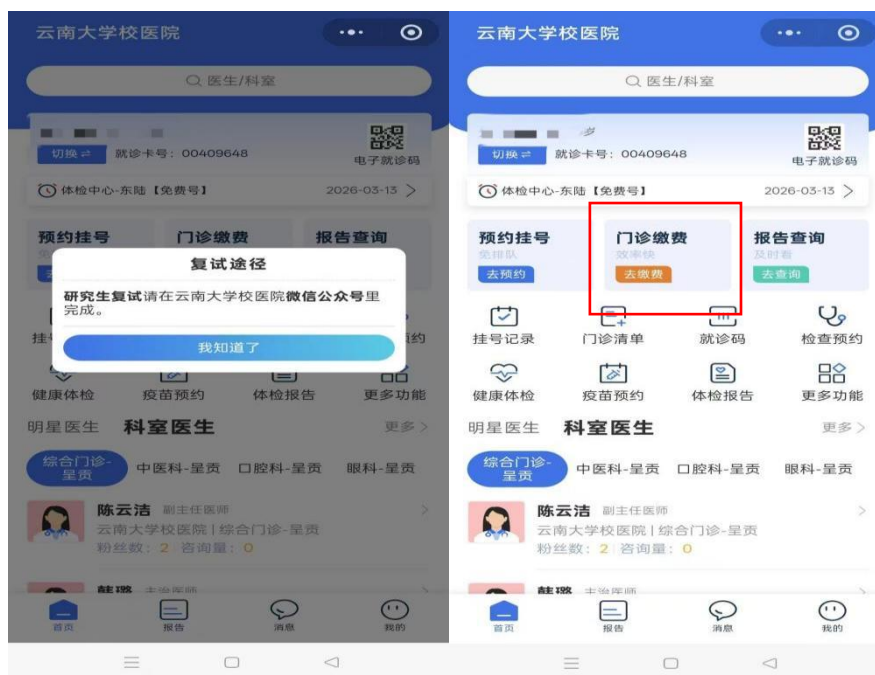 云南大学校医院
医生/科室
切换 就诊卡号：00409648
电子就诊码
体检中心-东陆【免费号】 2026-03-13
预约挂号 门诊缴费 报告查询
复试途径
研究生复试请在云南大学校医院微信公众号里
完成。
我知道了
健康体检 疫苗预约 体检报告 更多功能
明星医生 科室医生 更多
综合门诊-
呈贡
中医科-呈贡 口腔科-呈贡 眼科-呈贡
陈云洁 副主任医师
云南大学校医院|综合门诊-呈贡
粉丝数：2 咨询量：0
韩璐 主治医师
首页 报告 消息 我的
云南大学校医院
医生/科室
岁
切换 就诊卡号：00409648
电子就诊码
体检中心-东陆【免费号】 2026-03-13
预约挂号 门诊缴费 报告查询
免排队 效率快 及时看
去预约 去缴费 去查询
挂号记录 门诊清单 就诊码 检查预约
健康体检 疫苗预约 体检报告 更多功能
明星医生 科室医生 更多
综合门诊-
呈贡
中医科-呈贡 口腔科-呈贡 眼科-呈贡
陈云洁 副主任医师
云南大学校医院|综合门诊-呈贡
粉丝数：2 咨询量：0
韩璐 主治医师
首页 报告 消息 我的